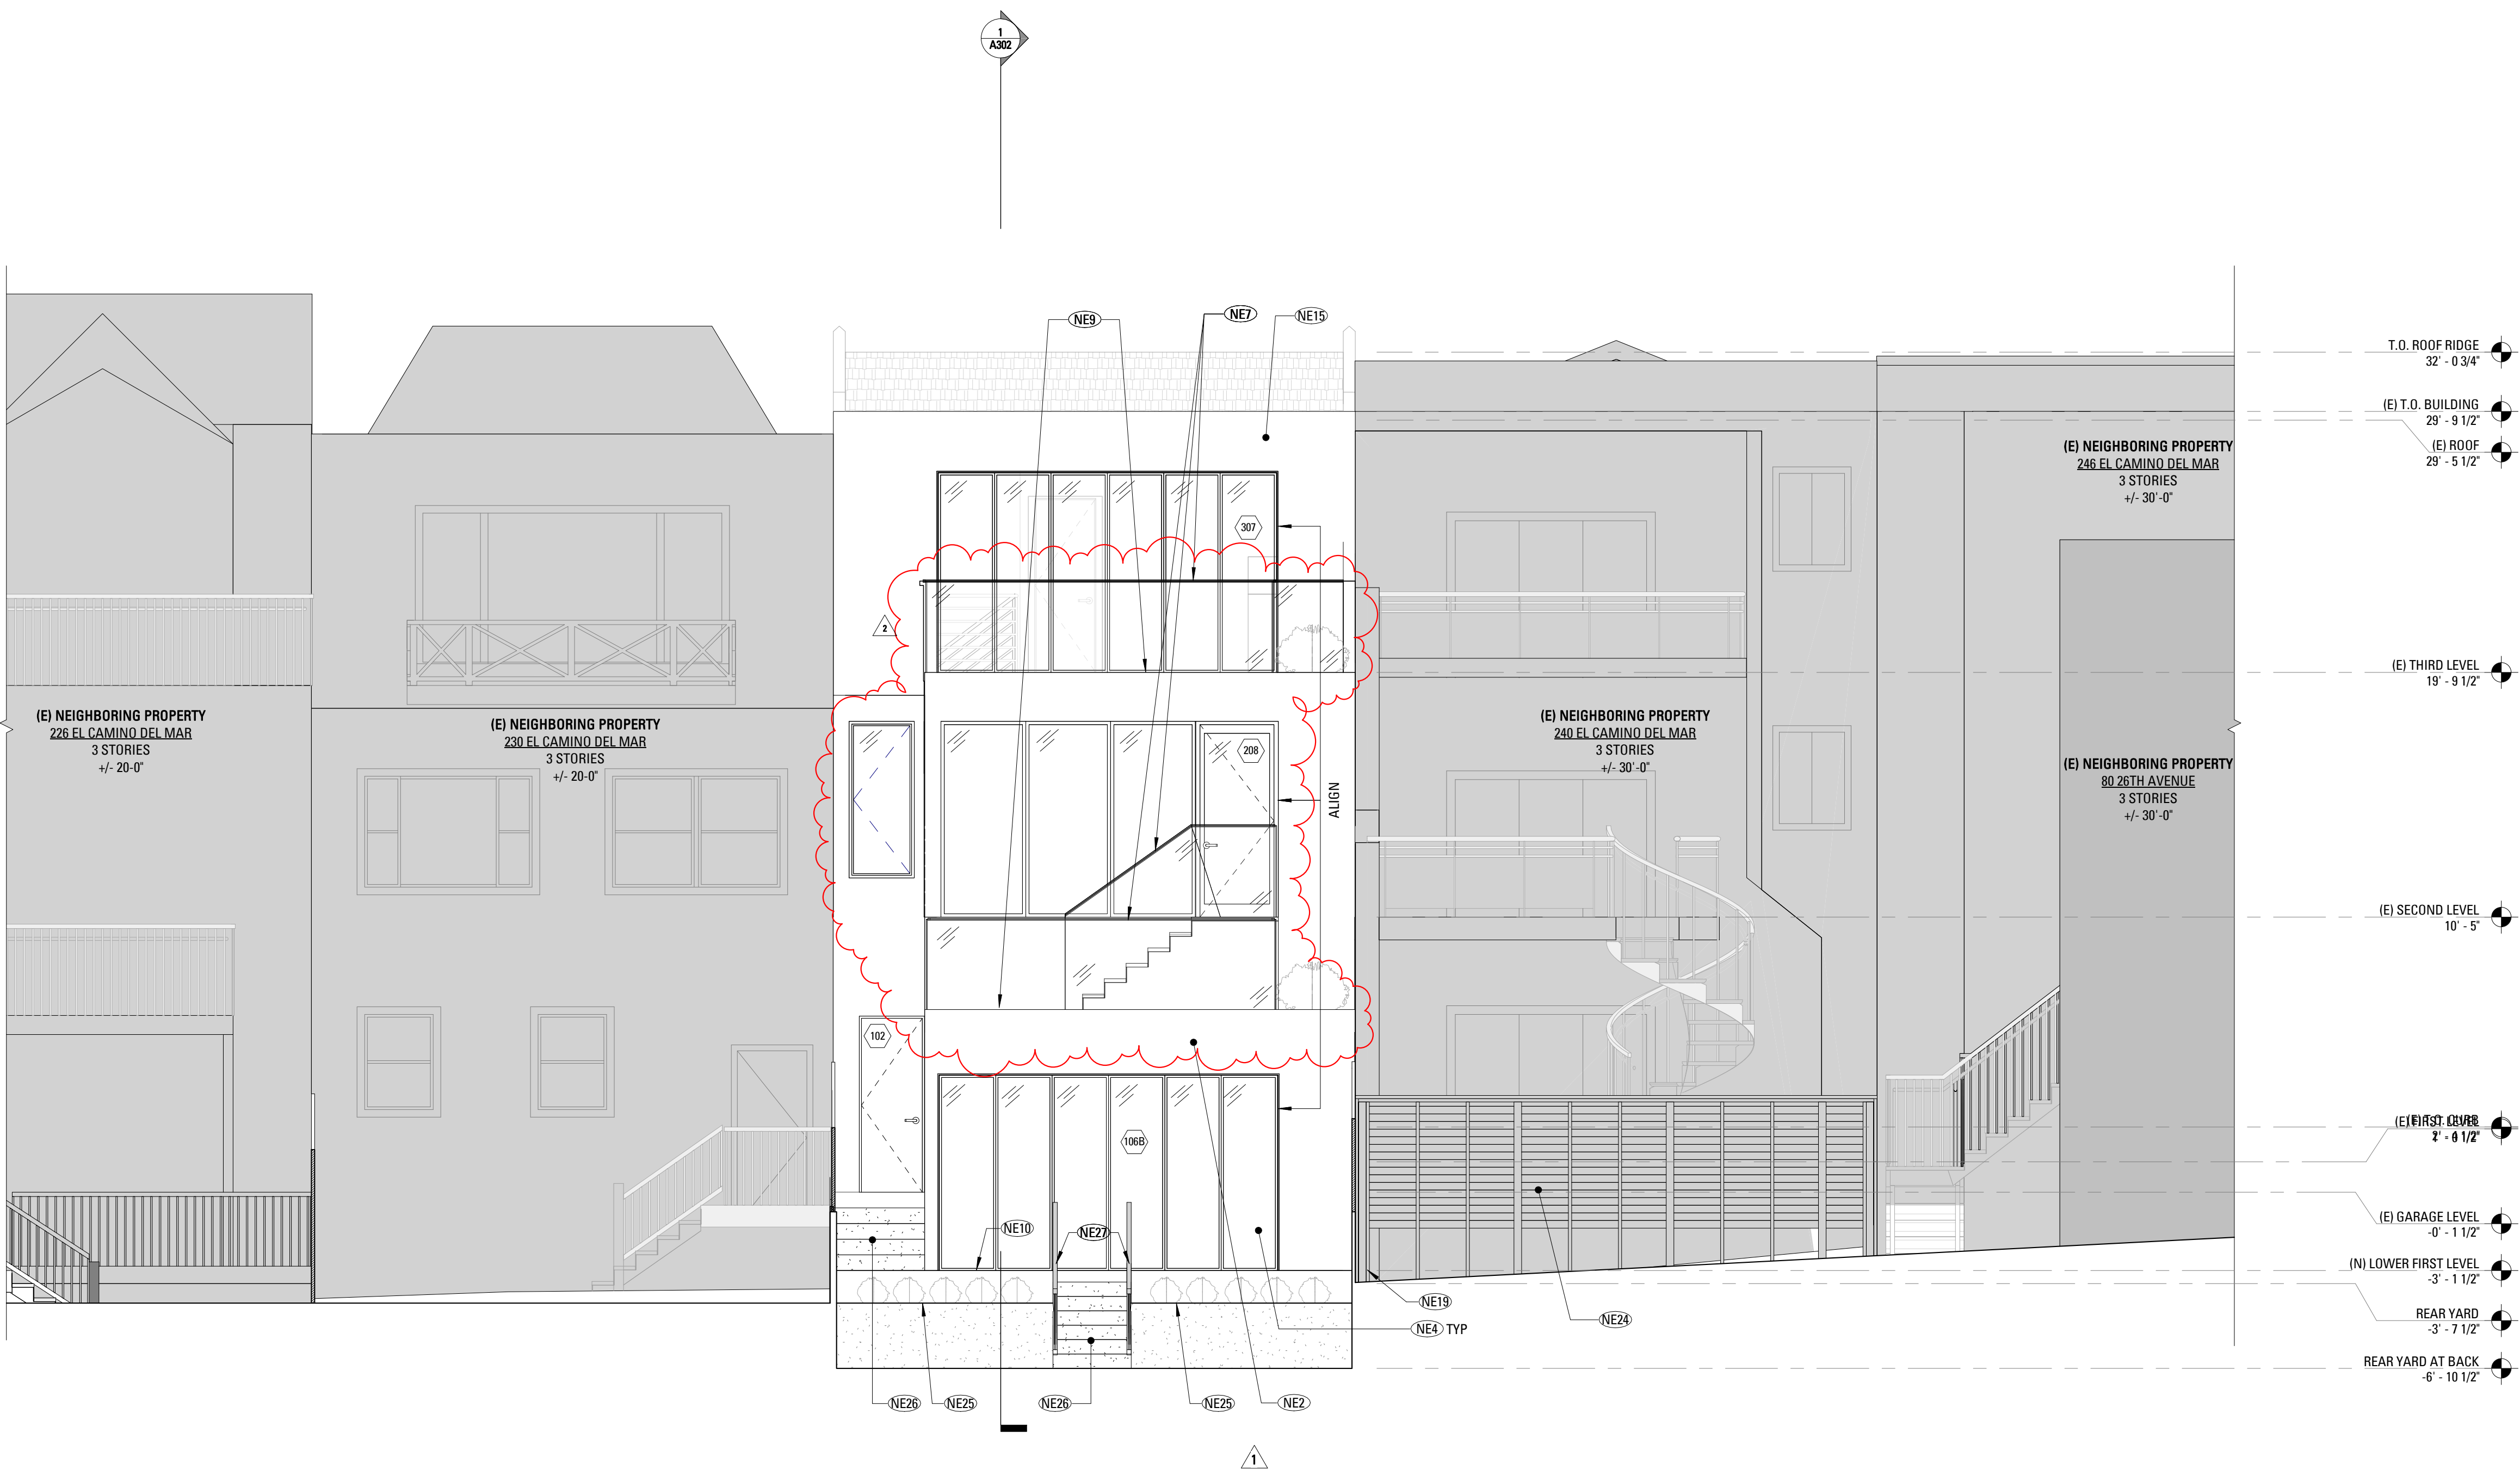 1
A302
NE9
NE7
NE15
T.O. ROOF RIDGE
32' - 0 3/4"
(E) T.O. BUILDING
29' - 9 1/2"
(E) ROOF
29' - 5 1/2"
(E) NEIGHBORING PROPERTY
246 EL CAMINO DEL MAR
3 STORIES
+/- 30'-0"
307
2
(E) THIRD LEVEL
19' - 9 1/2"
(E) NEIGHBORING PROPERTY
226 EL CAMINO DEL MAR
3 STORIES
+/- 20-0"
(E) NEIGHBORING PROPERTY
230 EL CAMINO DEL MAR
3 STORIES
+/- 20-0"
208
ALIGN
(E) NEIGHBORING PROPERTY
240 EL CAMINO DEL MAR
3 STORIES
+/- 30'-0"
(E) NEIGHBORING PROPERTY
80 26TH AVENUE
3 STORIES
+/- 30'-0"
(E) SECOND LEVEL
10' - 5"
102
106B
(E) FIRST LEVEL
(E) T.O. CURB
NE10
NE27
(E) GARAGE LEVEL
-0' - 1 1/2"
(N) LOWER FIRST LEVEL
-3' - 1 1/2"
NE19
NE24
NE4 TYP
REAR YARD
-3' - 7 1/2"
REAR YARD AT BACK
-6' - 10 1/2"
NE26
NE25
NE26
NE25
NE2
1